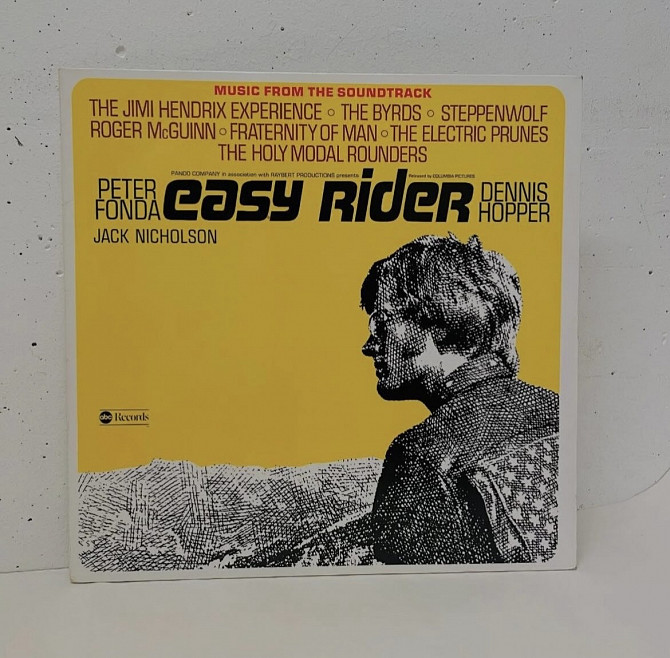 MUSIC FROM THE SOUNDTRACK
THE JIMI HENDRIX EXPERIENCE ◦ THE BYRDS ◦ STEPPENWOLF
ROGER McGUINN ◦ FRATERNITY OF MAN ◦ THE ELECTRIC PRUNES
THE HOLY MODAL ROUNDERS
PANDO COMPANY in association with RAYBERT PRODUCTIONS presents
Released by COLUMBIA PICTURES
PETER FONDA
easy Rider
DENNIS HOPPER
JACK NICHOLSON
abc Records